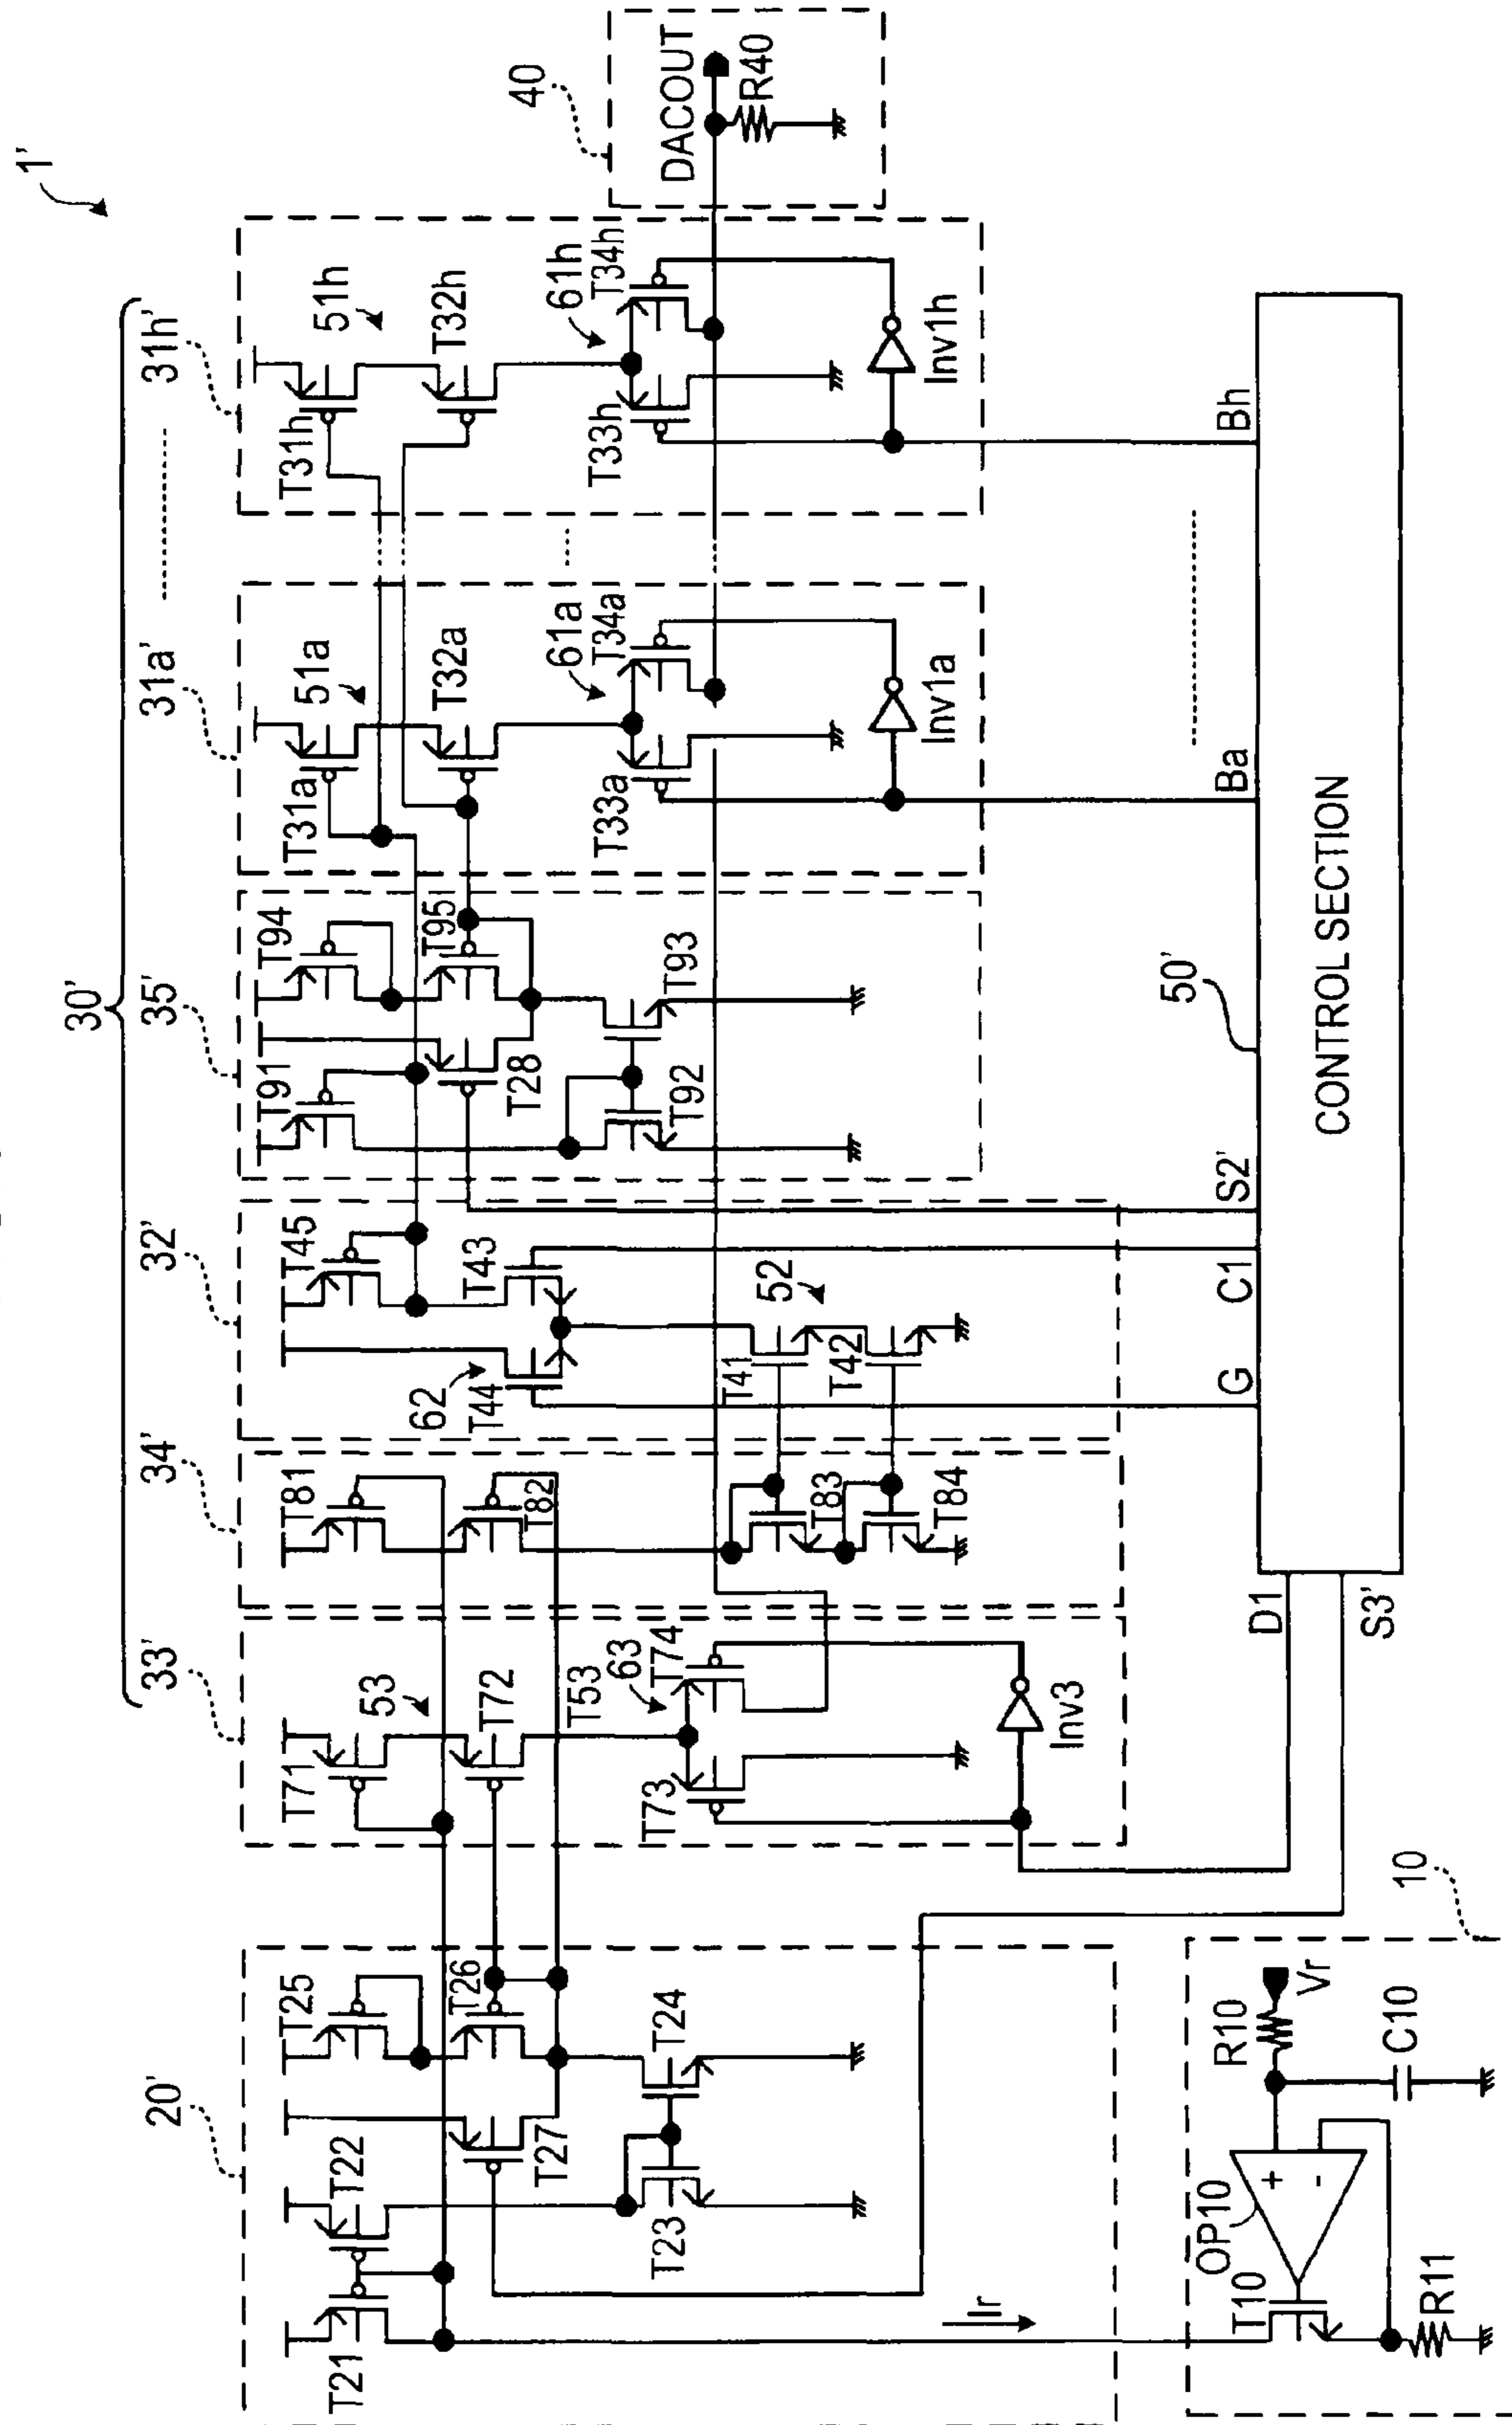 1'
30'
20'
33'
34'
32'
35'
31a'
31h'
40
T21
T22
T27
T25
T26
T23
T24
Ir
T71
53
T72
T53
63
T73
T74
Inv3
T81
T82
T83
T84
62
T44
T45
T43
52
T41
T42
T91
T94
T28
T95
T92
T93
T31a
51a
T32a
61a
T33a
T34a
Inv1a
T31h
51h
T32h
61h
T33h
T34h
Inv1h
DACOUT
R40
D1
S3'
G
C1
S2'
50'
Ba
Bh
CONTROL SECTION
10
OP10
+
-
T10
R11
R10
Vr
C10